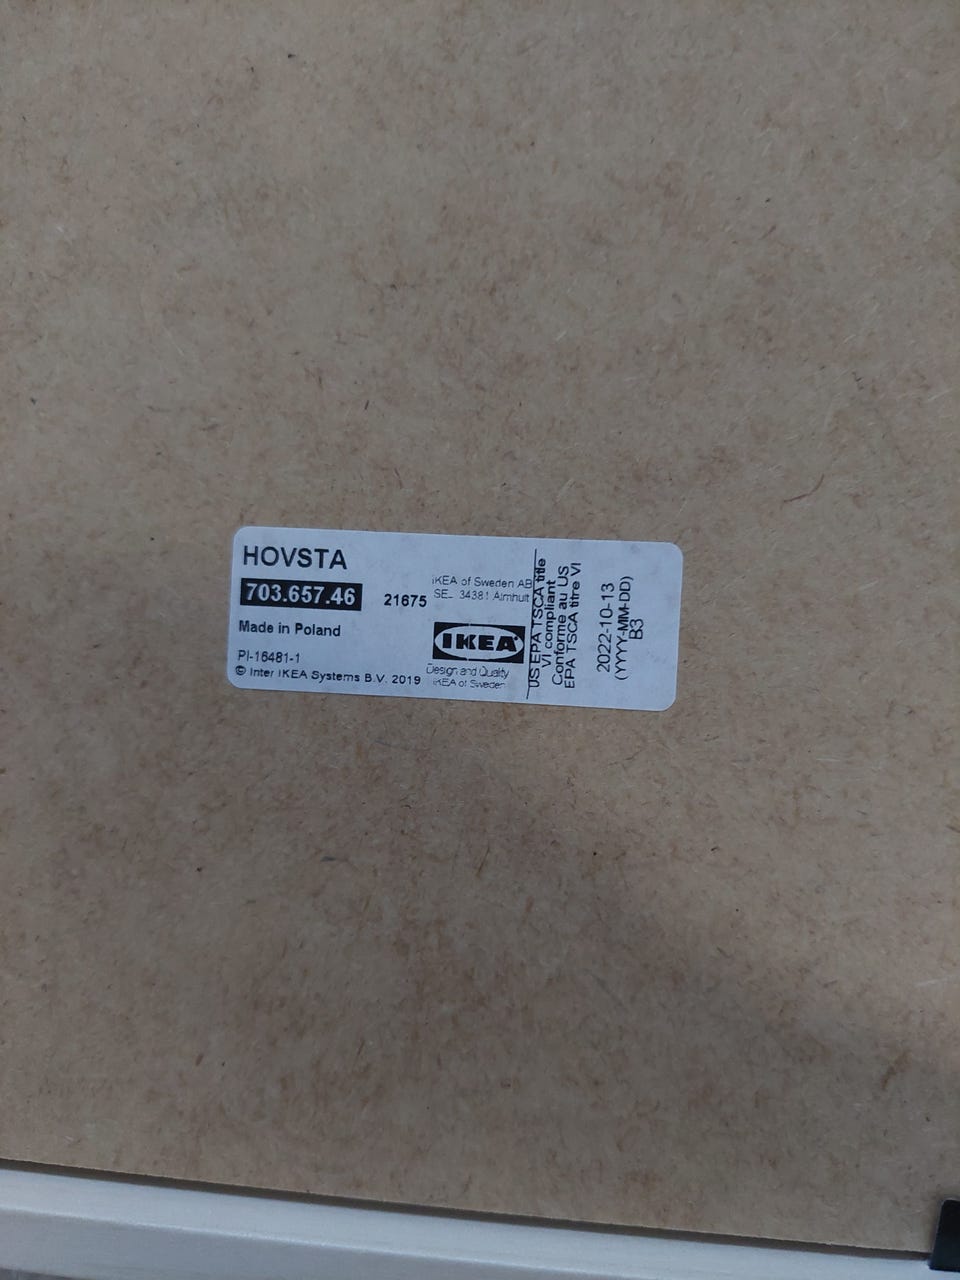 HOVSTA
703.657.46
21675
Made in Poland
PI-16481-1
© Inter IKEA Systems B.V. 2019
IKEA of Sweden AB
SE- 34381 Älmhult
IKEA
Design and Quality
IKEA of Sweden
US EPA TSCA title
VI compliant
Conforme au US
EPA TSCA titre VI
2022-10-13
(YYYY-MM-DD)
B3